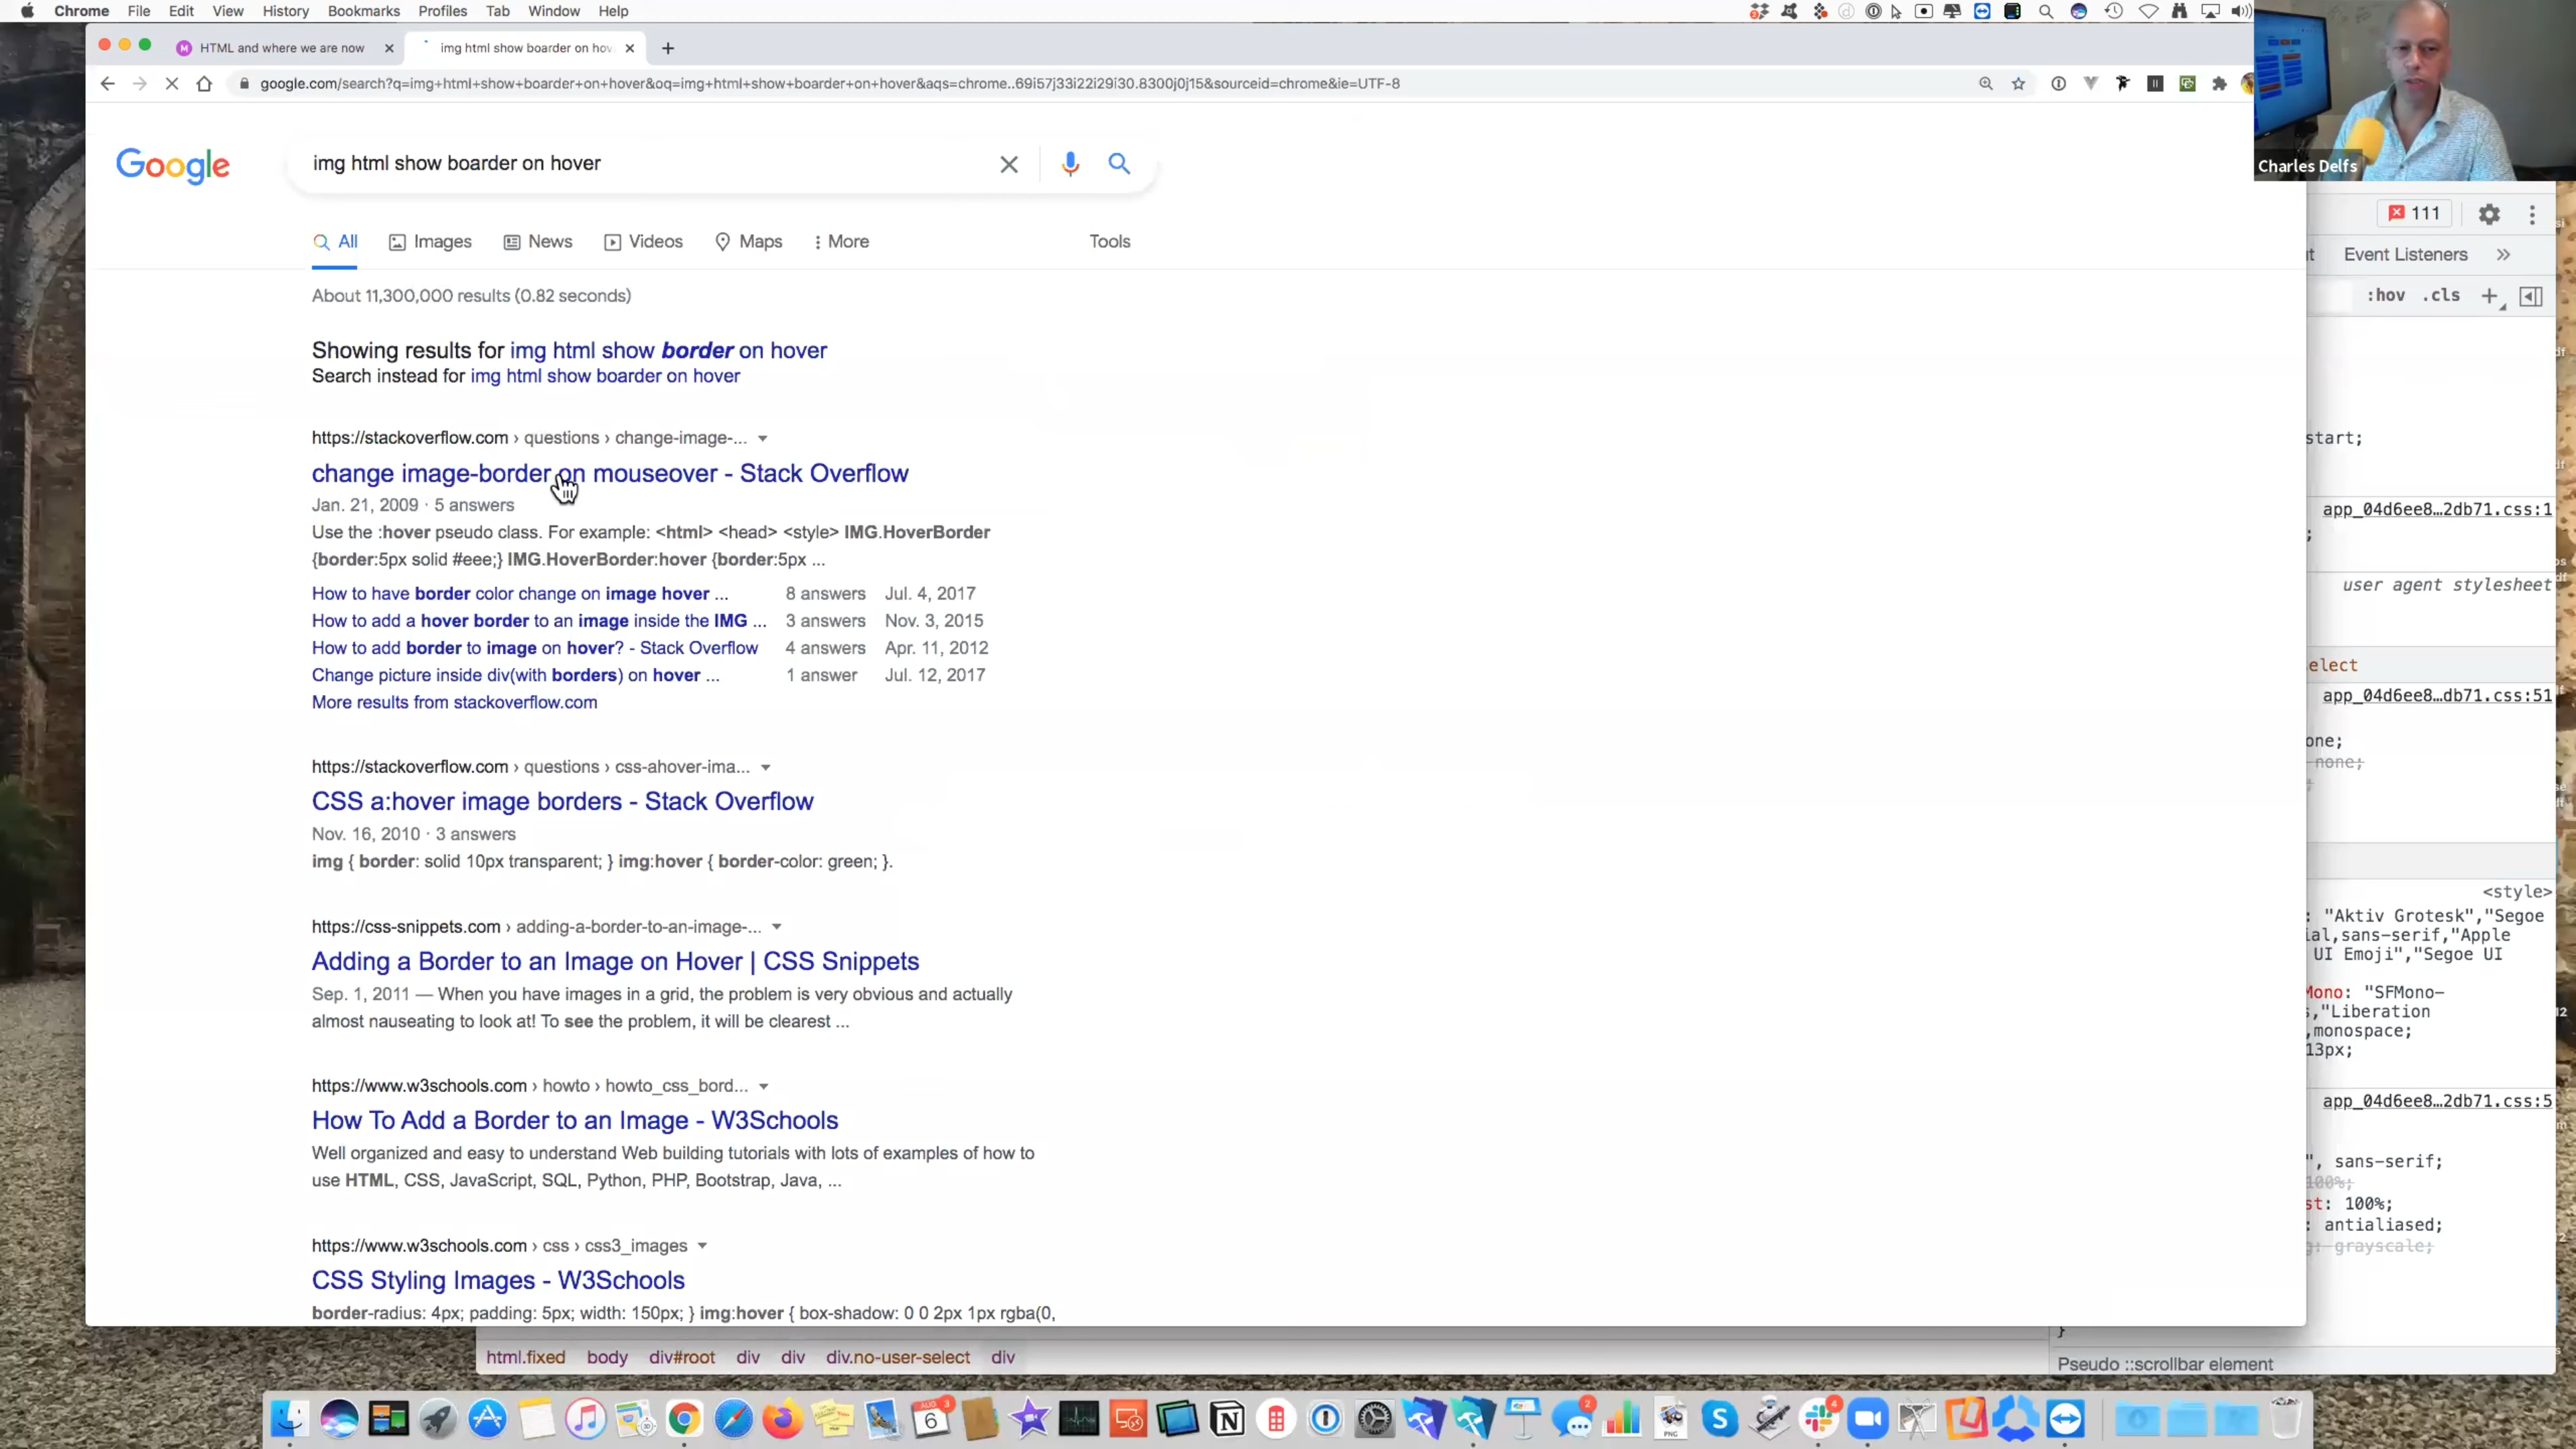 Chrome File Edit View History Bookmarks Profiles Tab Window Help
HTML and where we are now
img html show boarder on hov
google.com/search?q=img+html+show+boarder+on+hover&oq=img+html+show+boarder+on+hover&aqs=chrome..69i57j33i22i29i30.8300j0j15&sourceid=chrome&ie=UTF-8
Charles Delfs
Google
img html show boarder on hover
All Images News Videos Maps More Tools
About 11,300,000 results (0.82 seconds)
Showing results for img html show border on hover
Search instead for img html show boarder on hover
https://stackoverflow.com › questions › change-image-...
change image-border on mouseover - Stack Overflow
Jan. 21, 2009 · 5 answers
Use the :hover pseudo class. For example: <html> <head> <style> IMG.HoverBorder
{border:5px solid #eee;} IMG.HoverBorder:hover {border:5px ...
How to have border color change on image hover ... 8 answers Jul. 4, 2017
How to add a hover border to an image inside the IMG ... 3 answers Nov. 3, 2015
How to add border to image on hover? - Stack Overflow 4 answers Apr. 11, 2012
Change picture inside div(with borders) on hover ... 1 answer Jul. 12, 2017
More results from stackoverflow.com
https://stackoverflow.com › questions › css-ahover-ima...
CSS a:hover image borders - Stack Overflow
Nov. 16, 2010 · 3 answers
img { border: solid 10px transparent; } img:hover { border-color: green; }.
https://css-snippets.com › adding-a-border-to-an-image-...
Adding a Border to an Image on Hover | CSS Snippets
Sep. 1, 2011 — When you have images in a grid, the problem is very obvious and actually
almost nauseating to look at! To see the problem, it will be clearest ...
https://www.w3schools.com › howto › howto_css_bord...
How To Add a Border to an Image - W3Schools
Well organized and easy to understand Web building tutorials with lots of examples of how to
use HTML, CSS, JavaScript, SQL, Python, PHP, Bootstrap, Java, ...
https://www.w3schools.com › css › css3_images
CSS Styling Images - W3Schools
border-radius: 4px; padding: 5px; width: 150px; } img:hover { box-shadow: 0 0 2px 1px rgba(0,
111
Event Listeners
:hov .cls
start;
app_04d6ee8…2db71.css:1
;
user agent stylesheet
elect
app_04d6ee8…db71.css:51
one;
none;
<style>
: "Aktiv Grotesk","Segoe
ial,sans-serif,"Apple
UI Emoji","Segoe UI
Mono: "SFMono-
,"Liberation
,monospace;
13px;
app_04d6ee8…2db71.css:5
", sans-serif;
100%;
st: 100%;
: antialiased;
g: grayscale;
}
Pseudo ::scrollbar element
html.fixed body div#root div div div.no-user-select div
AUG
6
3
2
4
PNG